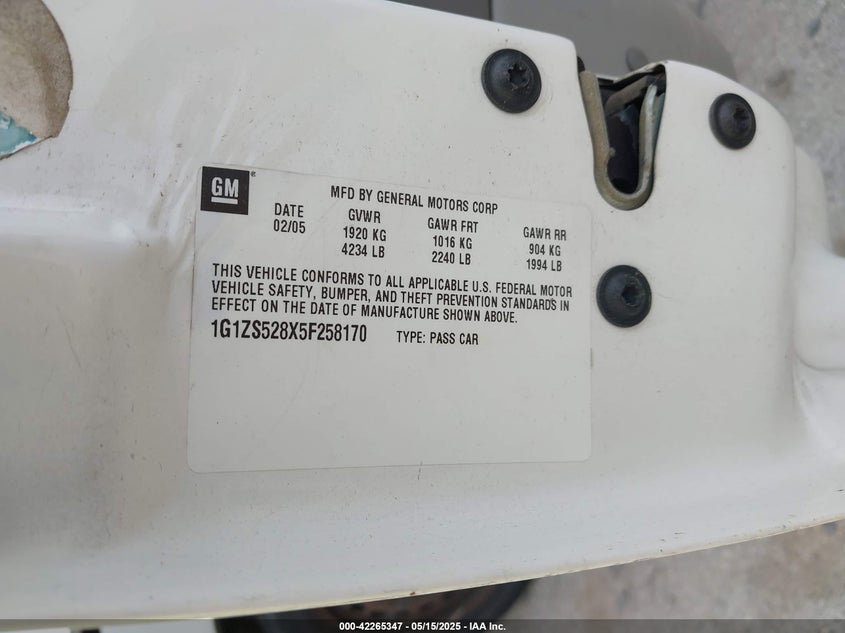 GM
®
MFD BY GENERAL MOTORS CORP
DATE GVWR GAWR FRT GAWR RR
02/05 1920 KG 1016 KG 904 KG
4234 LB 2240 LB 1994 LB
THIS VEHICLE CONFORMS TO ALL APPLICABLE U.S. FEDERAL MOTOR
VEHICLE SAFETY, BUMPER, AND THEFT PREVENTION STANDARDS IN
EFFECT ON THE DATE OF MANUFACTURE SHOWN ABOVE.
1G1ZS528X5F258170 TYPE: PASS CAR
000-42265347 - 05/15/2025 - IAA Inc.